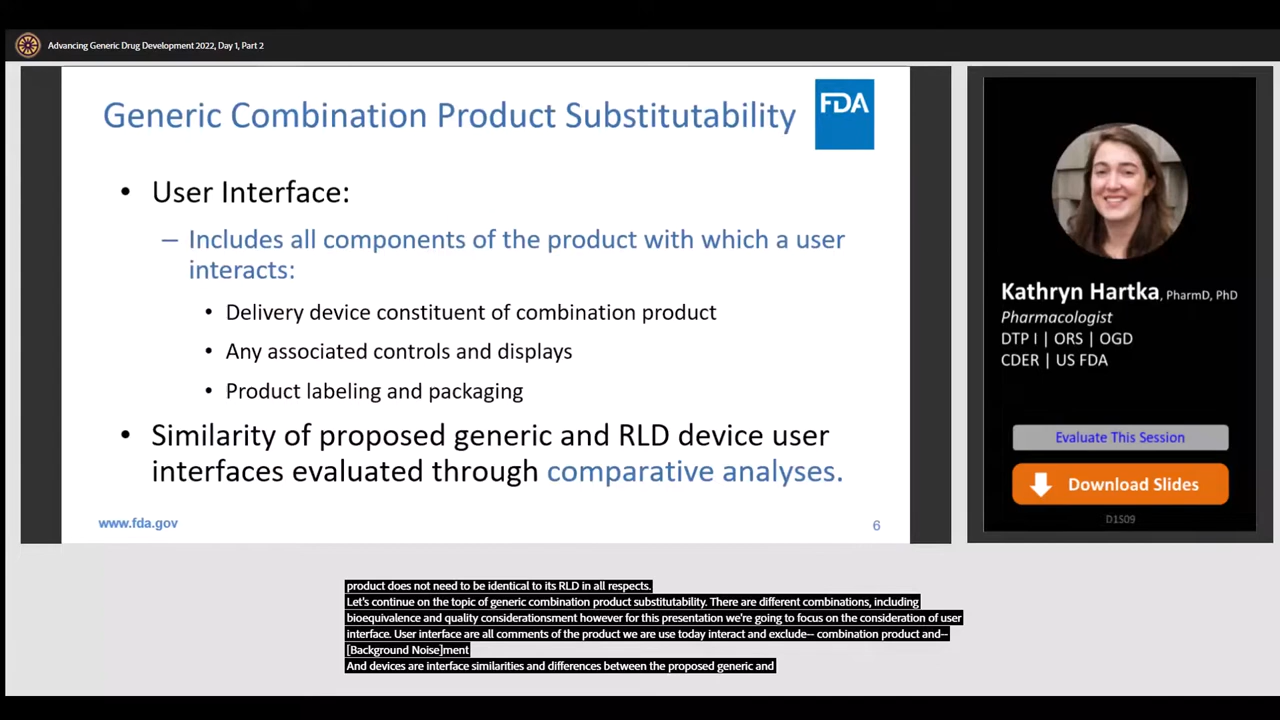 Advancing Generic Drug Development 2022, Day 1, Part 2
Generic Combination Product Substitutability
FDA
• User Interface:
– Includes all components of the product with which a user
interacts:
• Delivery device constituent of combination product
• Any associated controls and displays
• Product labeling and packaging
• Similarity of proposed generic and RLD device user
interfaces evaluated through comparative analyses.
www.fda.gov
6
Kathryn Hartka, PharmD, PhD
Pharmacologist
DTP I | ORS | OGD
CDER | US FDA
Evaluate This Session
Download Slides
D1S09
product does not need to be identical to its RLD in all respects.
Let's continue on the topic of generic combination product substitutability. There are different combinations, including
bioequivalence and quality considerationsment however for this presentation we're going to focus on the consideration of user
interface. User interface are all comments of the product we are use today interact and exclude-- combination product and--
[Background Noise]ment
And devices are interface similarities and differences between the proposed generic and